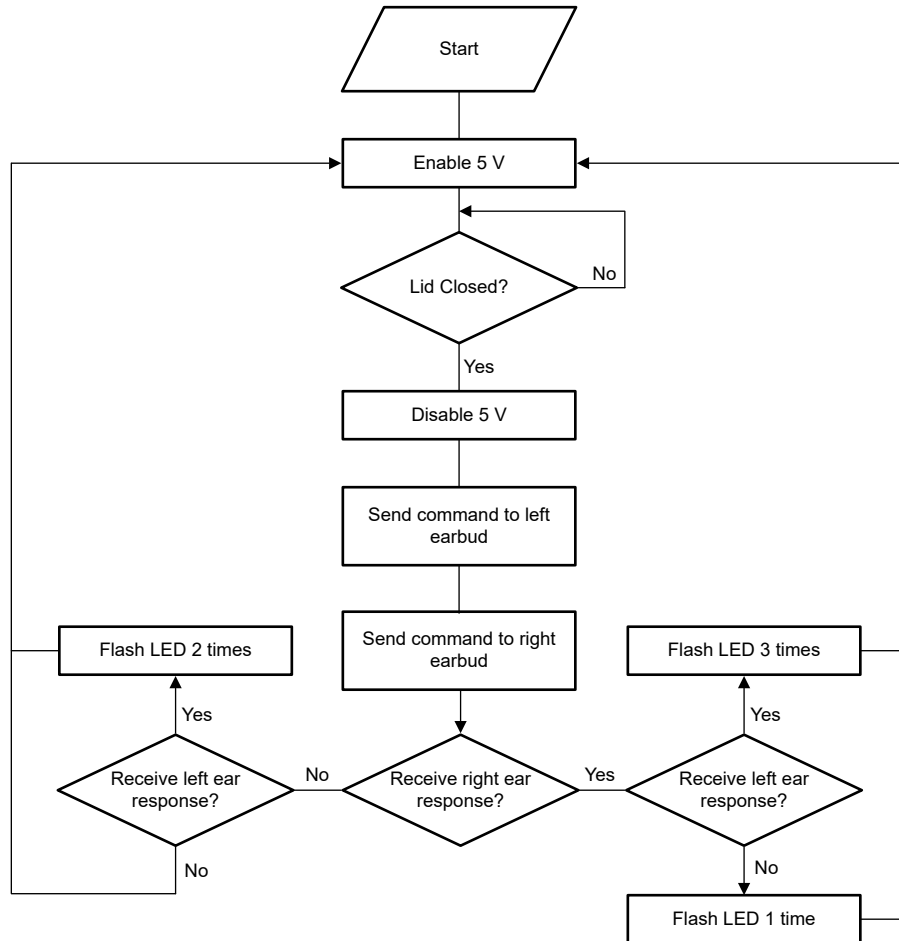 Start
Enable 5 V
No
Lid Closed?
Yes
Disable 5 V
Send command to left
earbud
Send command to right
earbud
Flash LED 2 times
Flash LED 3 times
Yes
Yes
Receive left ear
response?
No
Receive right ear
response?
Yes
Receive left ear
response?
No
No
Flash LED 1 time